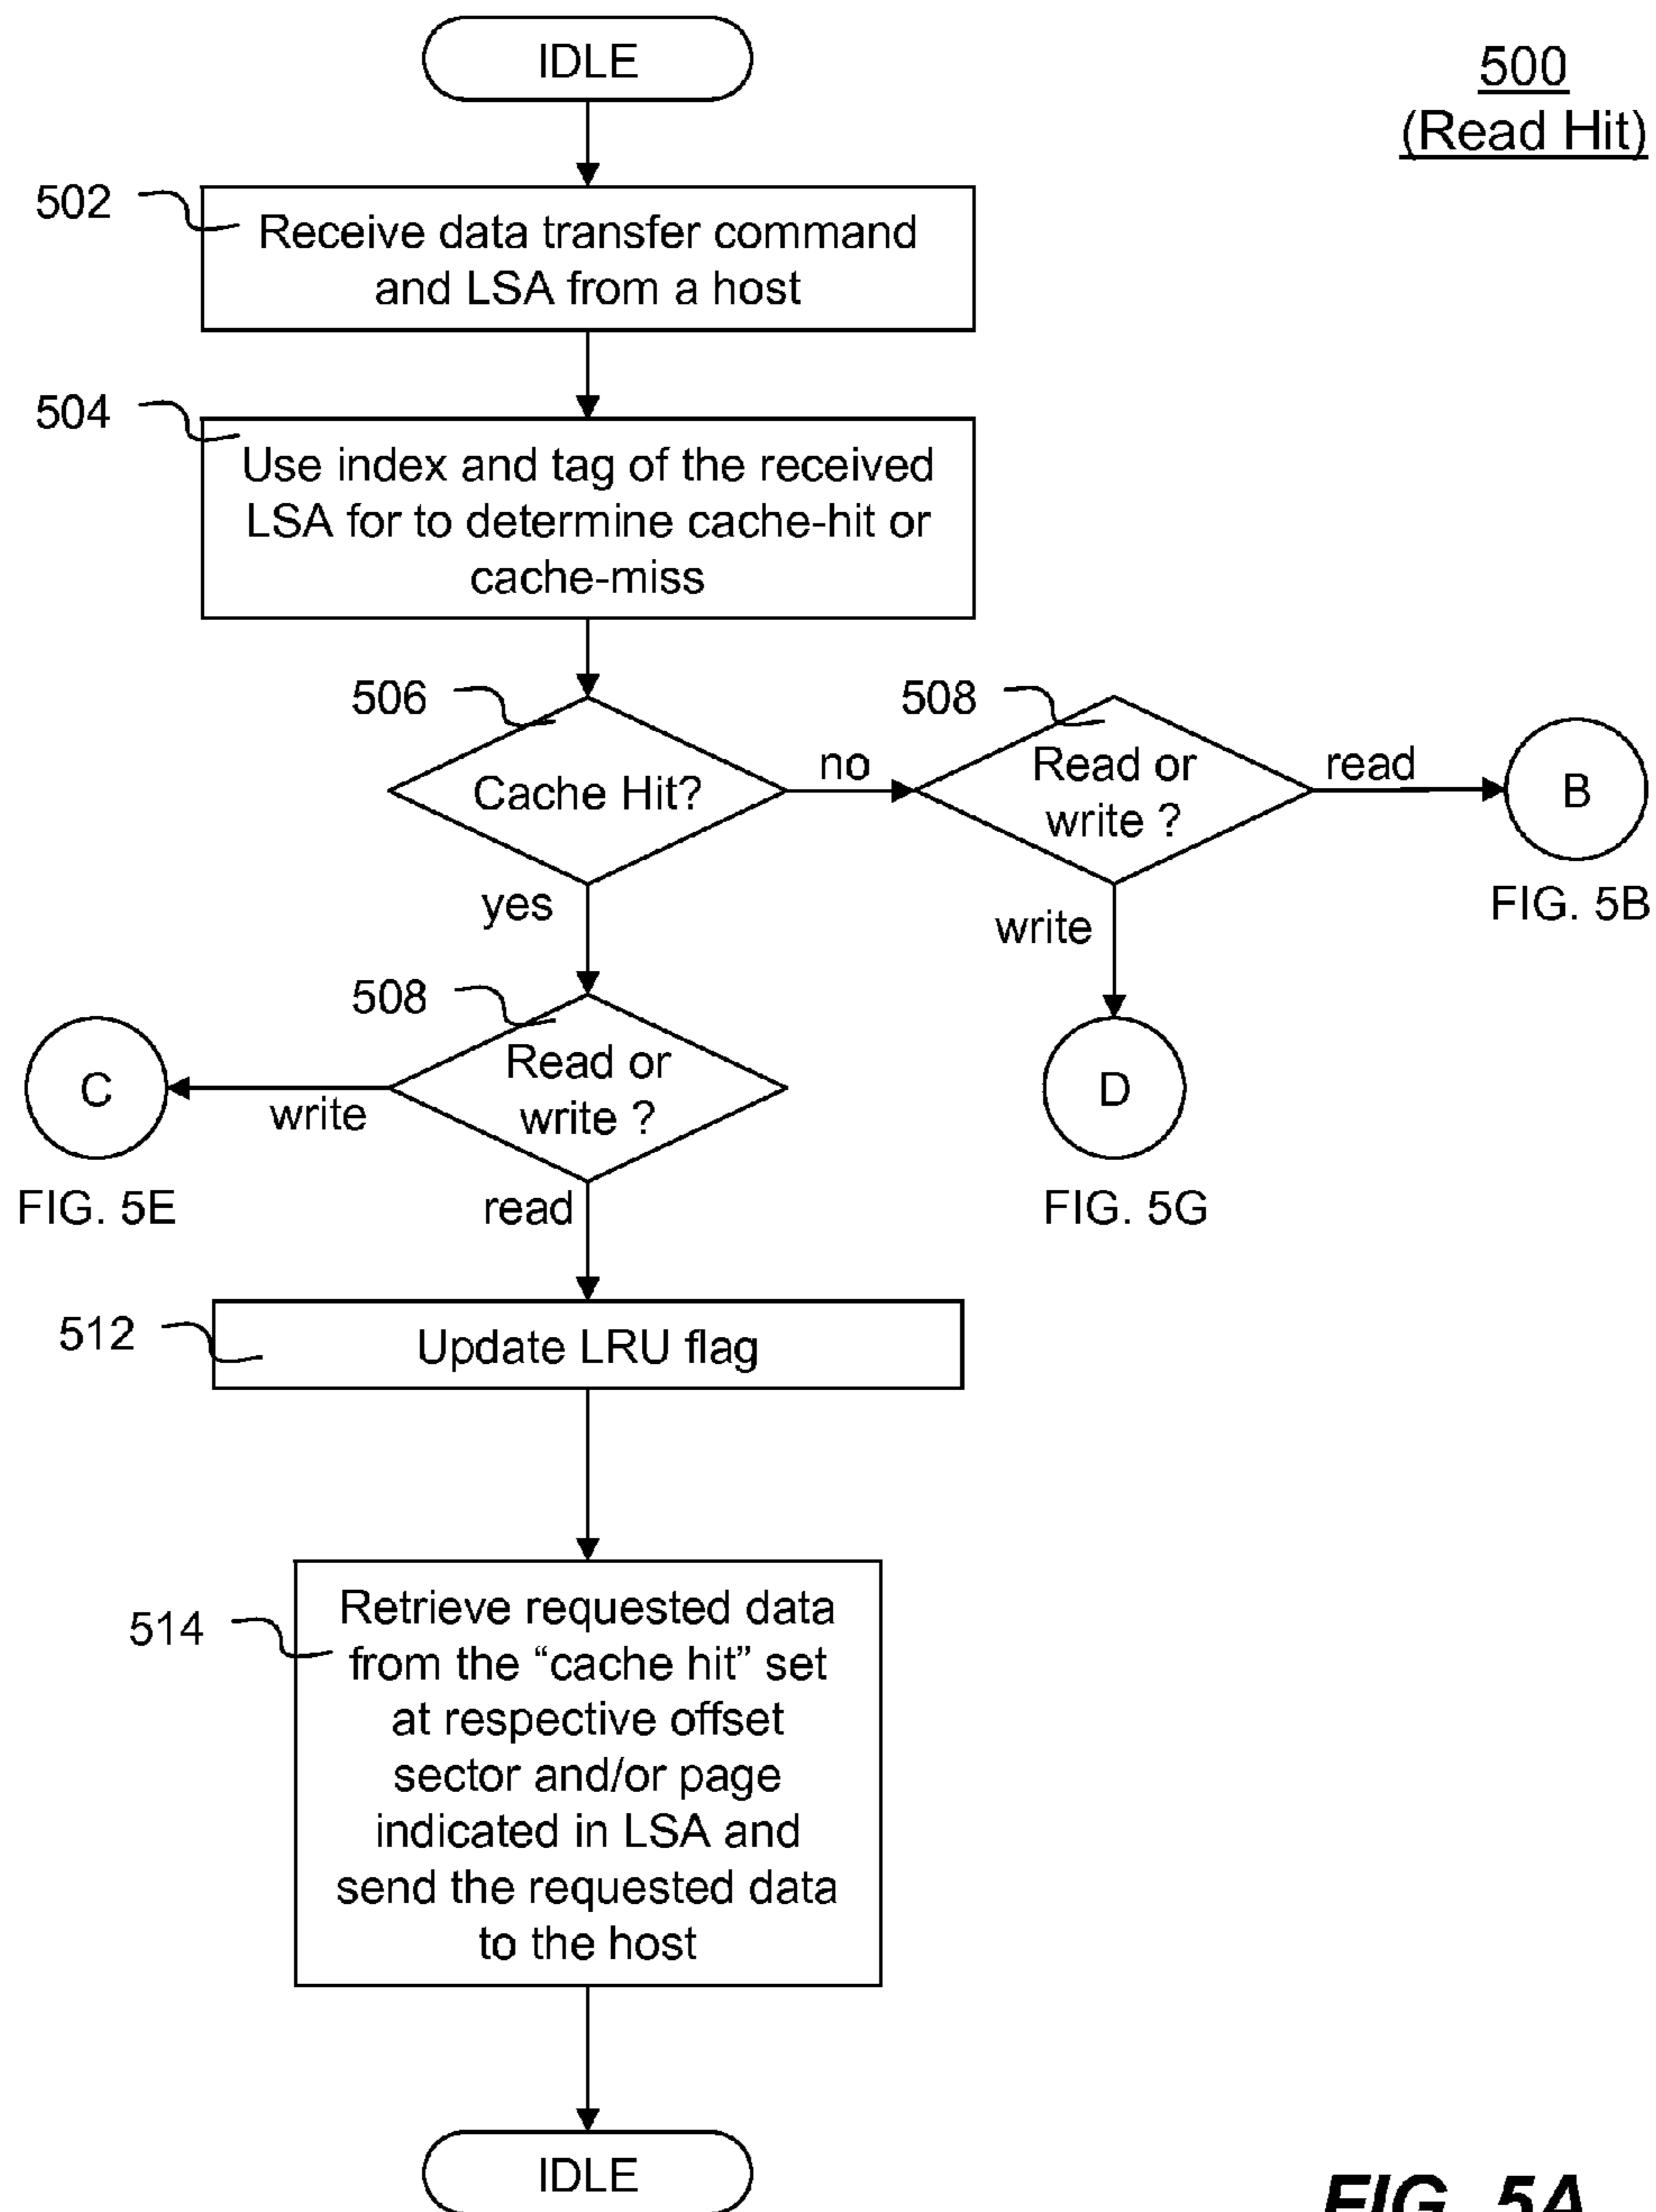 IDLE
500
(Read Hit)
502
Receive data transfer command
and LSA from a host
504
Use index and tag of the received
LSA for to determine cache-hit or
cache-miss
506
Cache Hit?
no
508
Read or
write ?
read
B
FIG. 5B
yes
write
508
Read or
write ?
write
C
FIG. 5E
D
FIG. 5G
read
512
Update LRU flag
514
Retrieve requested data
from the “cache hit” set
at respective offset
sector and/or page
indicated in LSA and
send the requested data
to the host
IDLE
FIG. 5A